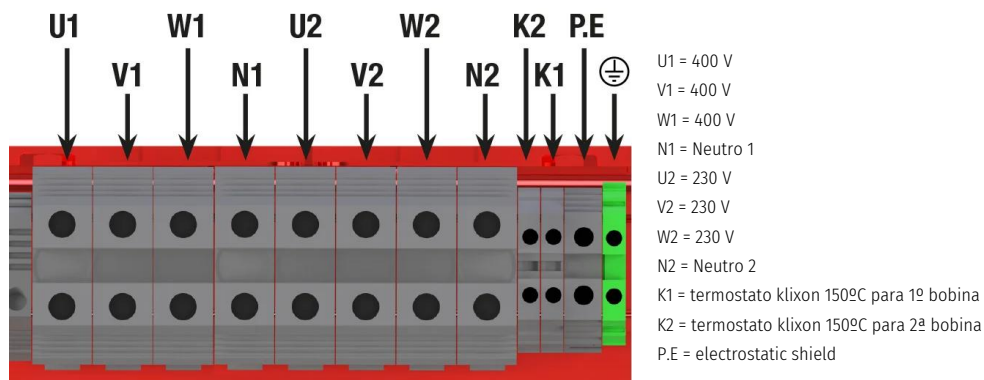 U1 W1 U2 W2 K2 P.E
V1 N1 V2 N2 K1
U1 = 400 V
V1 = 400 V
W1 = 400 V
N1 = Neutro 1
U2 = 230 V
V2 = 230 V
W2 = 230 V
N2 = Neutro 2
K1 = termostato klixon 150ºC para 1º bobina
K2 = termostato klixon 150ºC para 2ª bobina
P.E = electrostatic shield